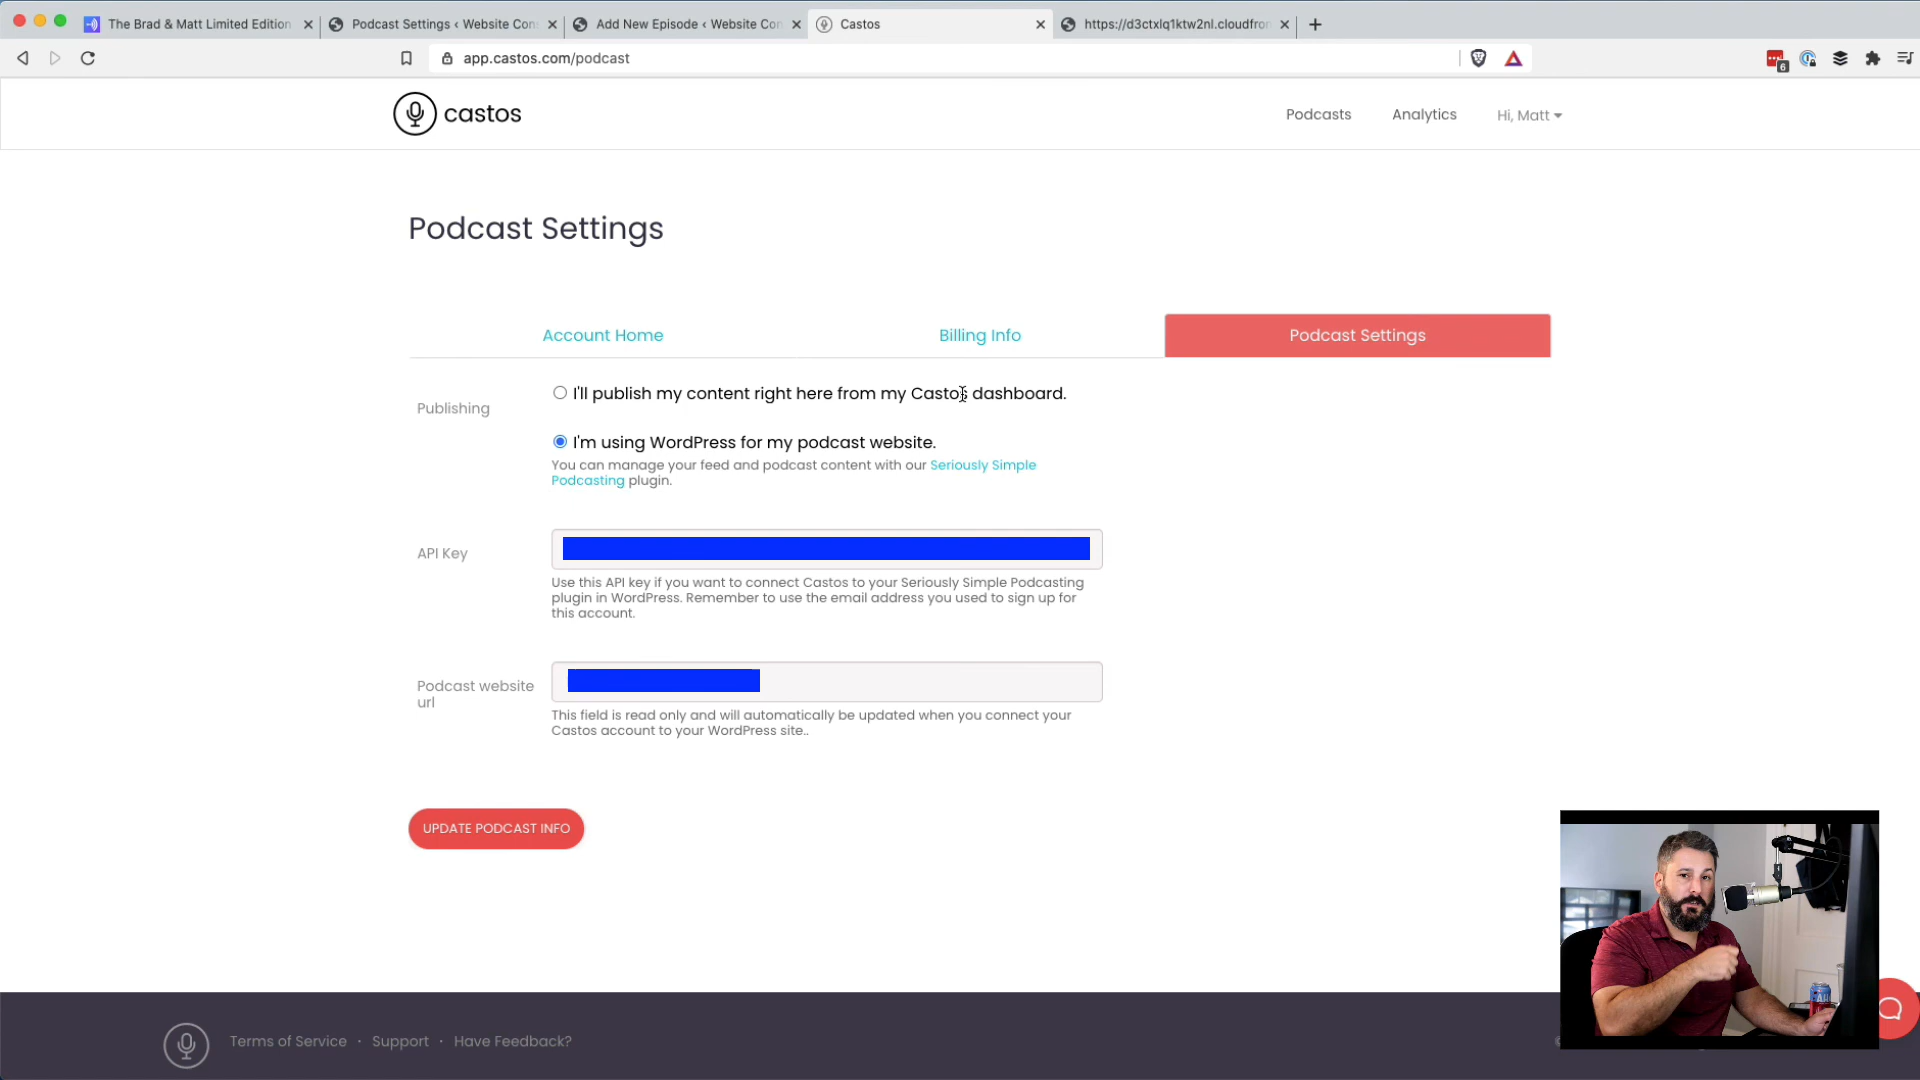 The Brad & Matt Limited Edition
Podcast Settings ‹ Website Con
Add New Episode ‹ Website Con
Castos
https://d3ctxlq1ktw2nl.cloudfron
app.castos.com/podcast
6
castos
Podcasts
Analytics
Hi, Matt
Podcast Settings
Account Home
Billing Info
Podcast Settings
Publishing
I'll publish my content right here from my Castos dashboard.
I'm using WordPress for my podcast website.
You can manage your feed and podcast content with our Seriously Simple
Podcasting plugin.
API Key
Use this API key if you want to connect Castos to your Seriously Simple Podcasting
plugin in WordPress. Remember to use the email address you used to sign up for
this account.
Podcast website
url
This field is read only and will automatically be updated when you connect your
Castos account to your WordPress site..
UPDATE PODCAST INFO
Terms of Service · Support · Have Feedback?